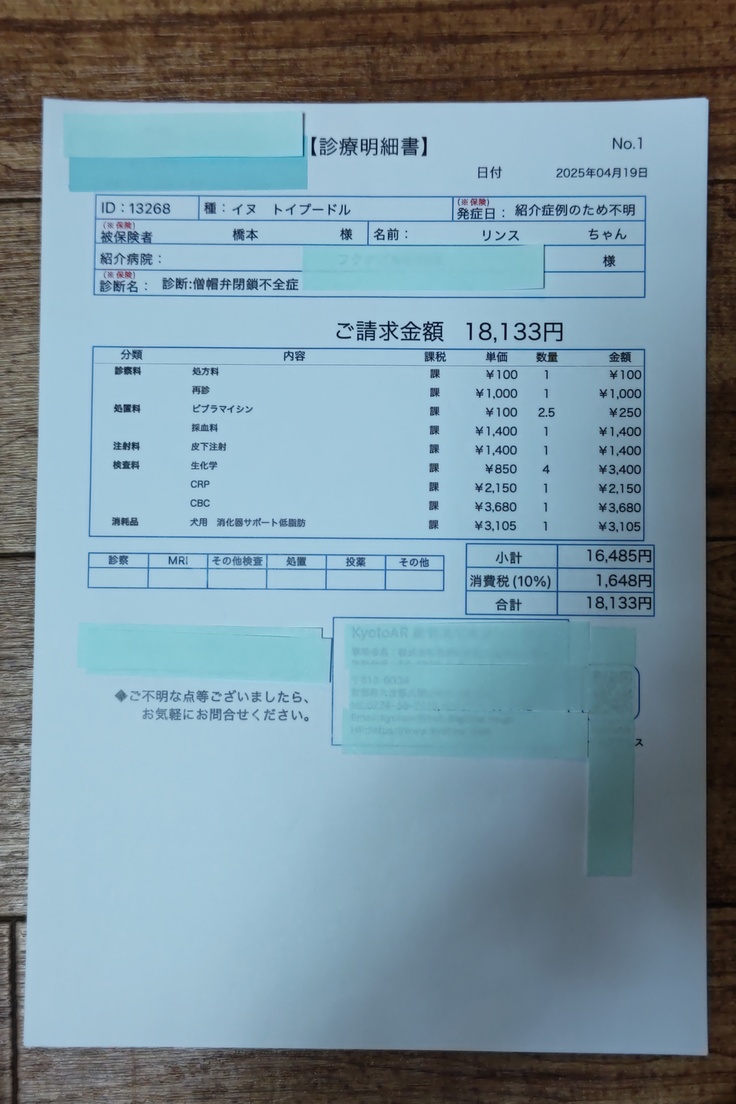 【診療明細書】
No.1
日付 2025年04月19日
ID：13268 種：イヌ トイプードル (※保険) 発症日： 紹介症例のため不明
(※保険) 被保険者 橋本 様 名前： リンス ちゃん
紹介病院： 様
(※保険) 診断名： 診断:僧帽弁閉鎖不全症
ご請求金額 18,133円
分類 内容 課税 単価 数量 金額
診察料 処方料 課 ¥100 1 ¥100
再診 課 ¥1,000 1 ¥1,000
処置料 ビブラマイシン 課 ¥100 2.5 ¥250
採血料 課 ¥1,400 1 ¥1,400
注射料 皮下注射 課 ¥1,400 1 ¥1,400
検査料 生化学 課 ¥850 4 ¥3,400
CRP 課 ¥2,150 1 ¥2,150
CBC 課 ¥3,680 1 ¥3,680
消耗品 犬用 消化器サポート低脂肪 課 ¥3,105 1 ¥3,105
診察 MRI その他検査 処置 投薬 その他
小計 16,485円
消費税(10%) 1,648円
合計 18,133円
KyotoAR
◆ご不明な点等ございましたら、
お気軽にお問合せください。
ス